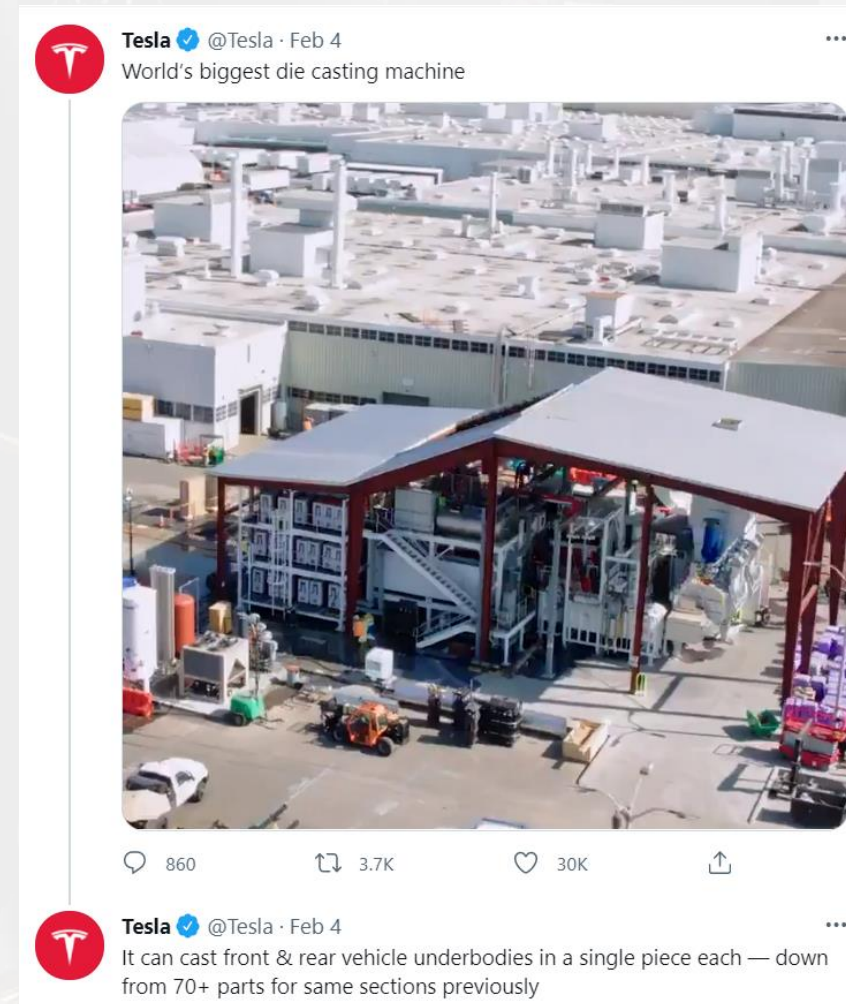 Tesla @Tesla · Feb 4
World's biggest die casting machine
860 3.7K 30K
Tesla @Tesla · Feb 4
It can cast front & rear vehicle underbodies in a single piece each — down
from 70+ parts for same sections previously